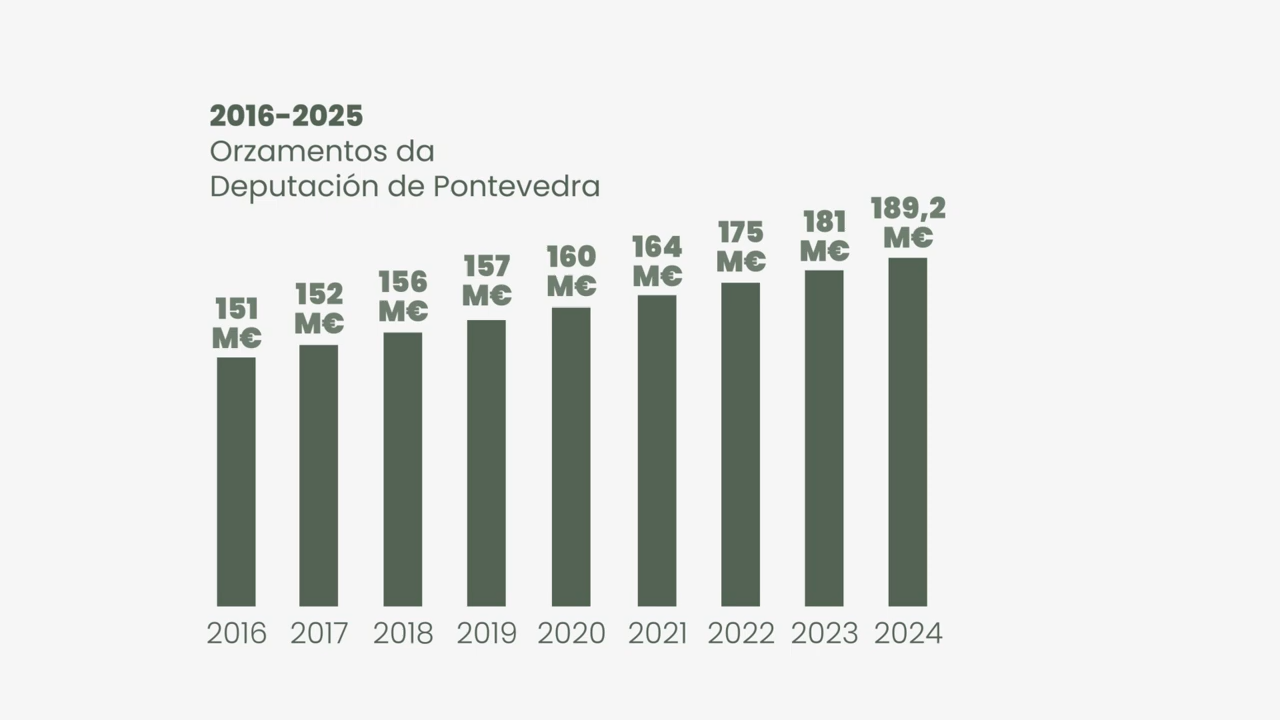 2016-2025
Orzamentos da
Deputación de Pontevedra
151
M€
152
M€
156
M€
157
M€
160
M€
164
M€
175
M€
181
M€
189,2
M€
2016
2017
2018
2019
2020
2021
2022
2023
2024